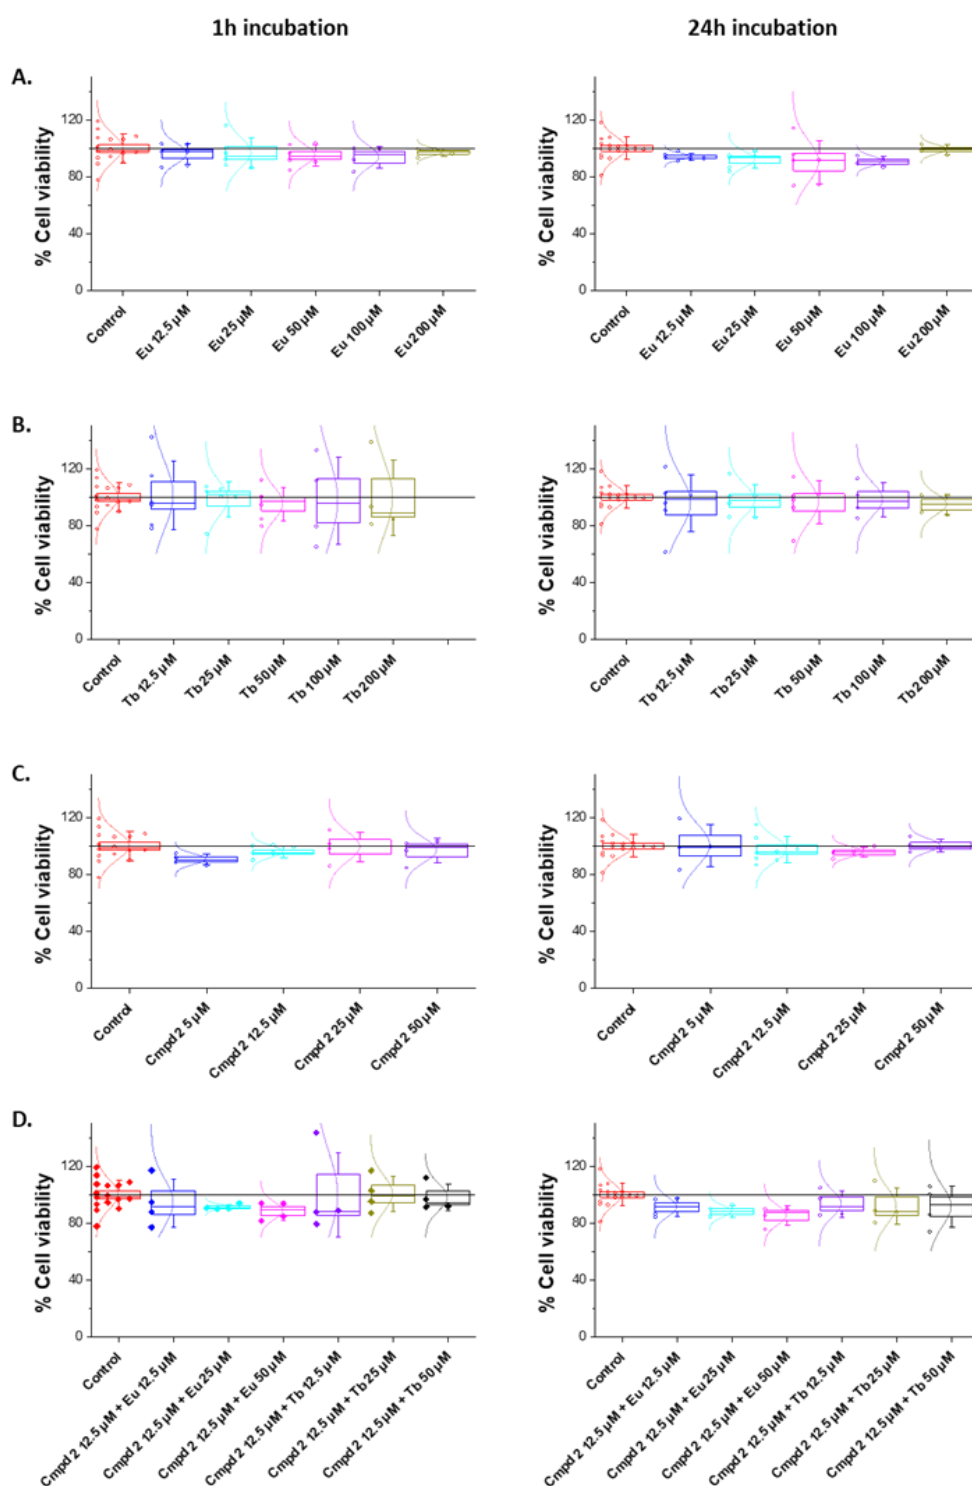 1h incubation
24h incubation
A.
% Cell viability
120
80
40
0
Control
Eu 12.5 µM
Eu 25 µM
Eu 50 µM
Eu 100 µM
Eu 200 µM
% Cell viability
120
80
40
0
Control
Eu 12.5 µM
Eu 25 µM
Eu 50 µM
Eu 100 µM
Eu 200 µM
B.
% Cell viability
120
80
40
0
Control
Tb 12.5 µM
Tb 25 µM
Tb 50 µM
Tb 100 µM
Tb 200 µM
% Cell viability
120
80
40
0
Control
Tb 12.5 µM
Tb 25 µM
Tb 50 µM
Tb 100 µM
Tb 200 µM
C.
% Cell viability
120
80
40
0
Control
Cmpd 2 5 µM
Cmpd 2 12.5 µM
Cmpd 2 25 µM
Cmpd 2 50 µM
% Cell viability
120
80
40
0
Control
Cmpd 2 5 µM
Cmpd 2 12.5 µM
Cmpd 2 25 µM
Cmpd 2 50 µM
D.
% Cell viability
120
80
40
0
Control
Cmpd 2 12.5 µM + Eu 12.5 µM
Cmpd 2 12.5 µM + Eu 25 µM
Cmpd 2 12.5 µM + Eu 50 µM
Cmpd 2 12.5 µM + Tb 12.5 µM
Cmpd 2 12.5 µM + Tb 25 µM
Cmpd 2 12.5 µM + Tb 50 µM
% Cell viability
120
80
40
0
Control
Cmpd 2 12.5 µM + Eu 12.5 µM
Cmpd 2 12.5 µM + Eu 25 µM
Cmpd 2 12.5 µM + Eu 50 µM
Cmpd 2 12.5 µM + Tb 12.5 µM
Cmpd 2 12.5 µM + Tb 25 µM
Cmpd 2 12.5 µM + Tb 50 µM